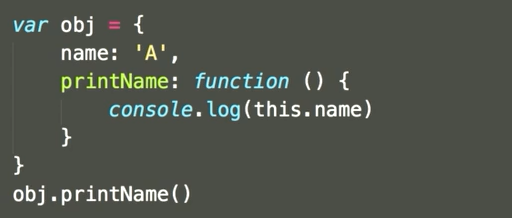 var obj = {
    name: 'A',
    printName: function () {
        console.log(this.name)
    }
}
obj.printName()